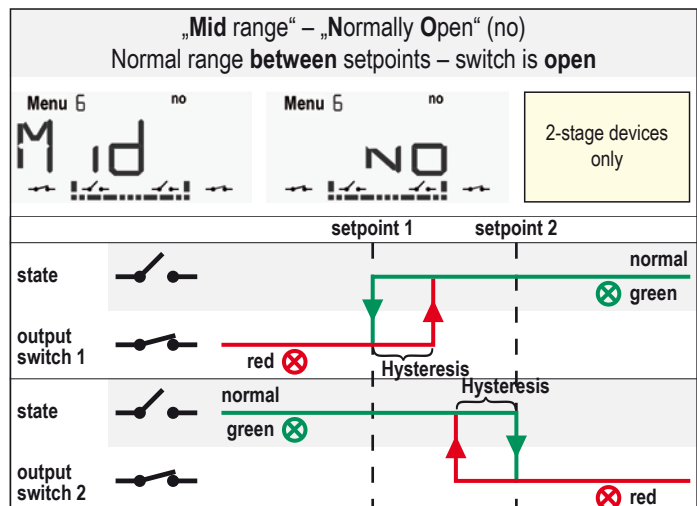 „Mid range“ – „Normally Open“ (no)
Normal range between setpoints – switch is open
Menu 6 no
Mid
Menu 6 no
NO
2-stage devices
only
setpoint 1 setpoint 2
state
normal
green
output
switch 1
red
Hysteresis
Hysteresis
state
normal
green
output
switch 2
red